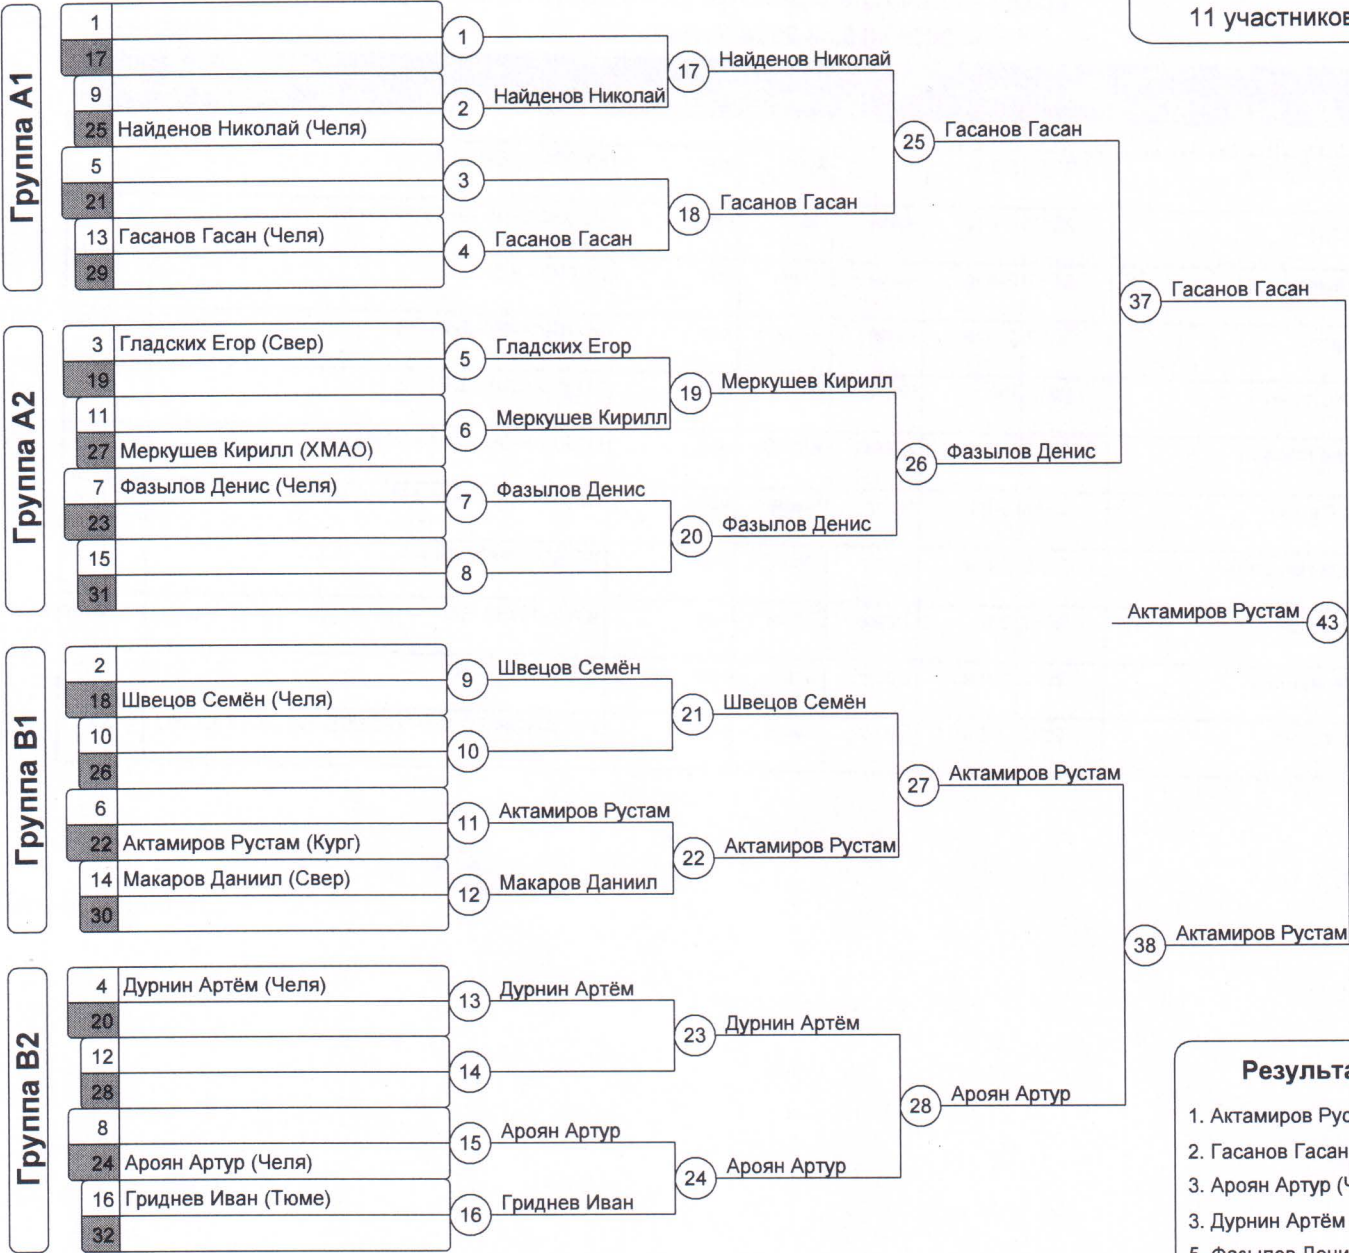 11 участников
Группа A1
1
17
9
25 Найденов Николай (Челя)
5
21
13 Гасанов Гасан (Челя)
29
1
2 Найденов Николай
3
4 Гасанов Гасан
17 Найденов Николай
18 Гасанов Гасан
25 Гасанов Гасан
Группа A2
3 Гладских Егор (Свер)
19
11
27 Меркушев Кирилл (ХМАО)
7 Фазылов Денис (Челя)
23
15
31
5 Гладских Егор
6 Меркушев Кирилл
7 Фазылов Денис
8
19 Меркушев Кирилл
20 Фазылов Денис
26 Фазылов Денис
37 Гасанов Гасан
Актамиров Рустам 43
Группа B1
2
18 Швецов Семён (Челя)
10
26
6
22 Актамиров Рустам (Кург)
14 Макаров Даниил (Свер)
30
9 Швецов Семён
10
11 Актамиров Рустам
12 Макаров Даниил
21 Швецов Семён
22 Актамиров Рустам
27 Актамиров Рустам
Группа B2
4 Дурнин Артём (Челя)
20
12
28
8
24 Ароян Артур (Челя)
16 Гриднев Иван (Тюме)
32
13 Дурнин Артём
14
15 Ароян Артур
16 Гриднев Иван
23 Дурнин Артём
24 Ароян Артур
28 Ароян Артур
38 Актамиров Рустам
Результа
1. Актамиров Рус
2. Гасанов Гасан
3. Ароян Артур (Ч
3. Дурнин Артём